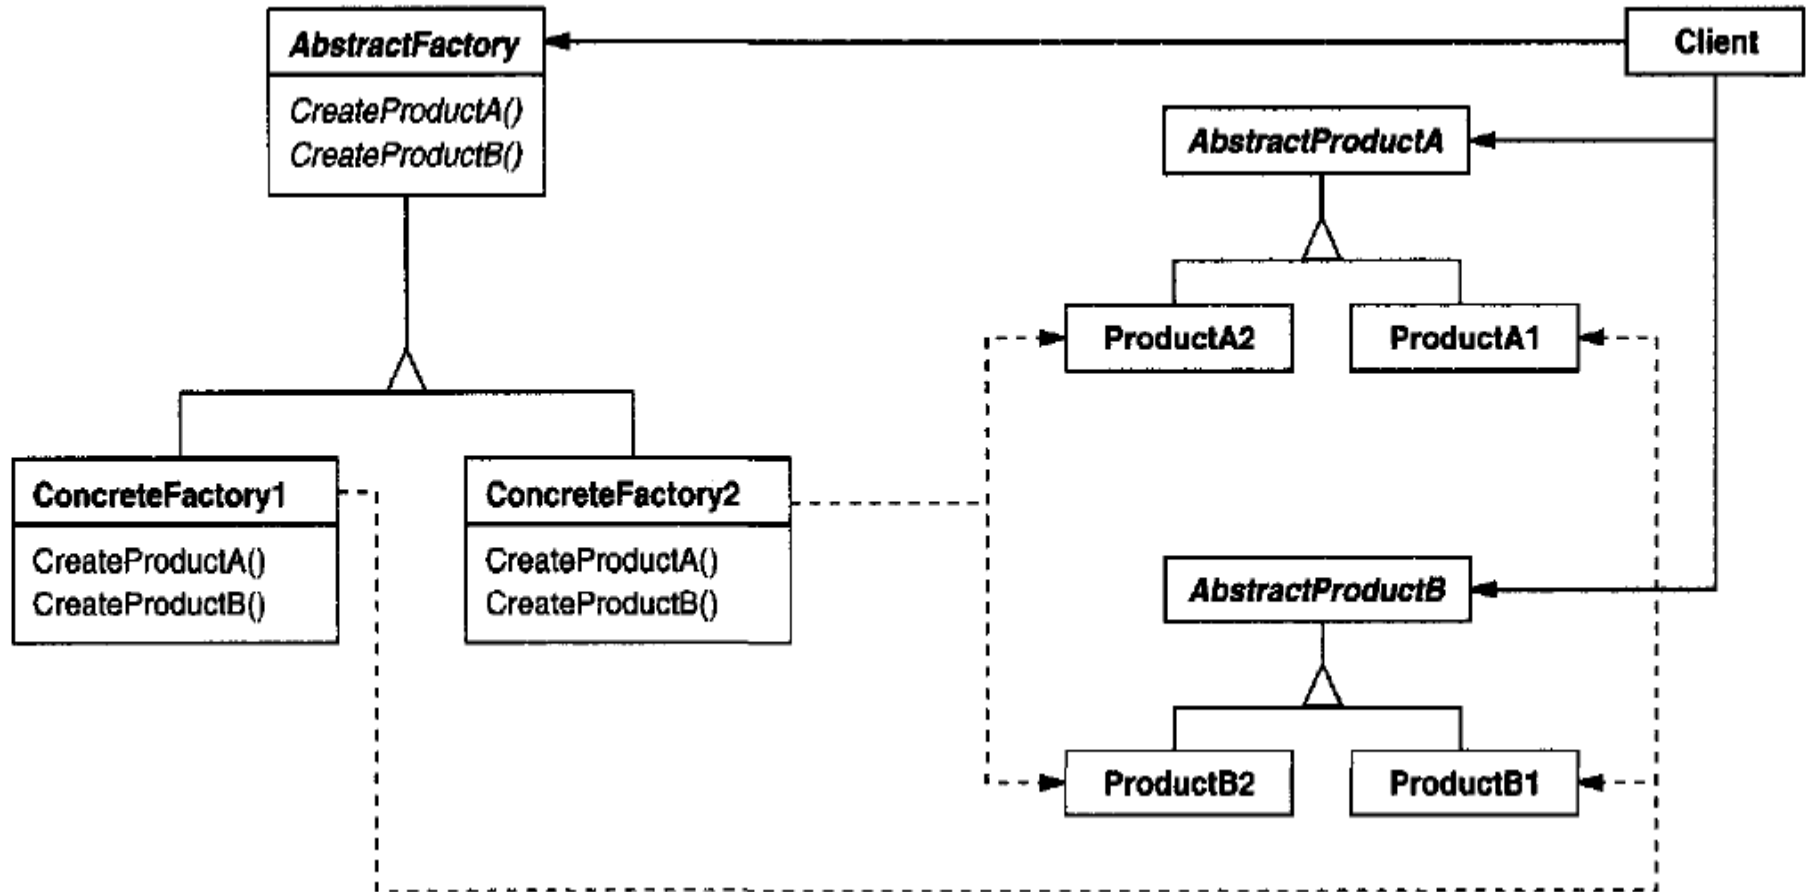 AbstractFactory
CreateProductA()
CreateProductB()
Client
AbstractProductA
ProductA2
ProductA1
ConcreteFactory1
CreateProductA()
CreateProductB()
ConcreteFactory2
CreateProductA()
CreateProductB()
AbstractProductB
ProductB2
ProductB1